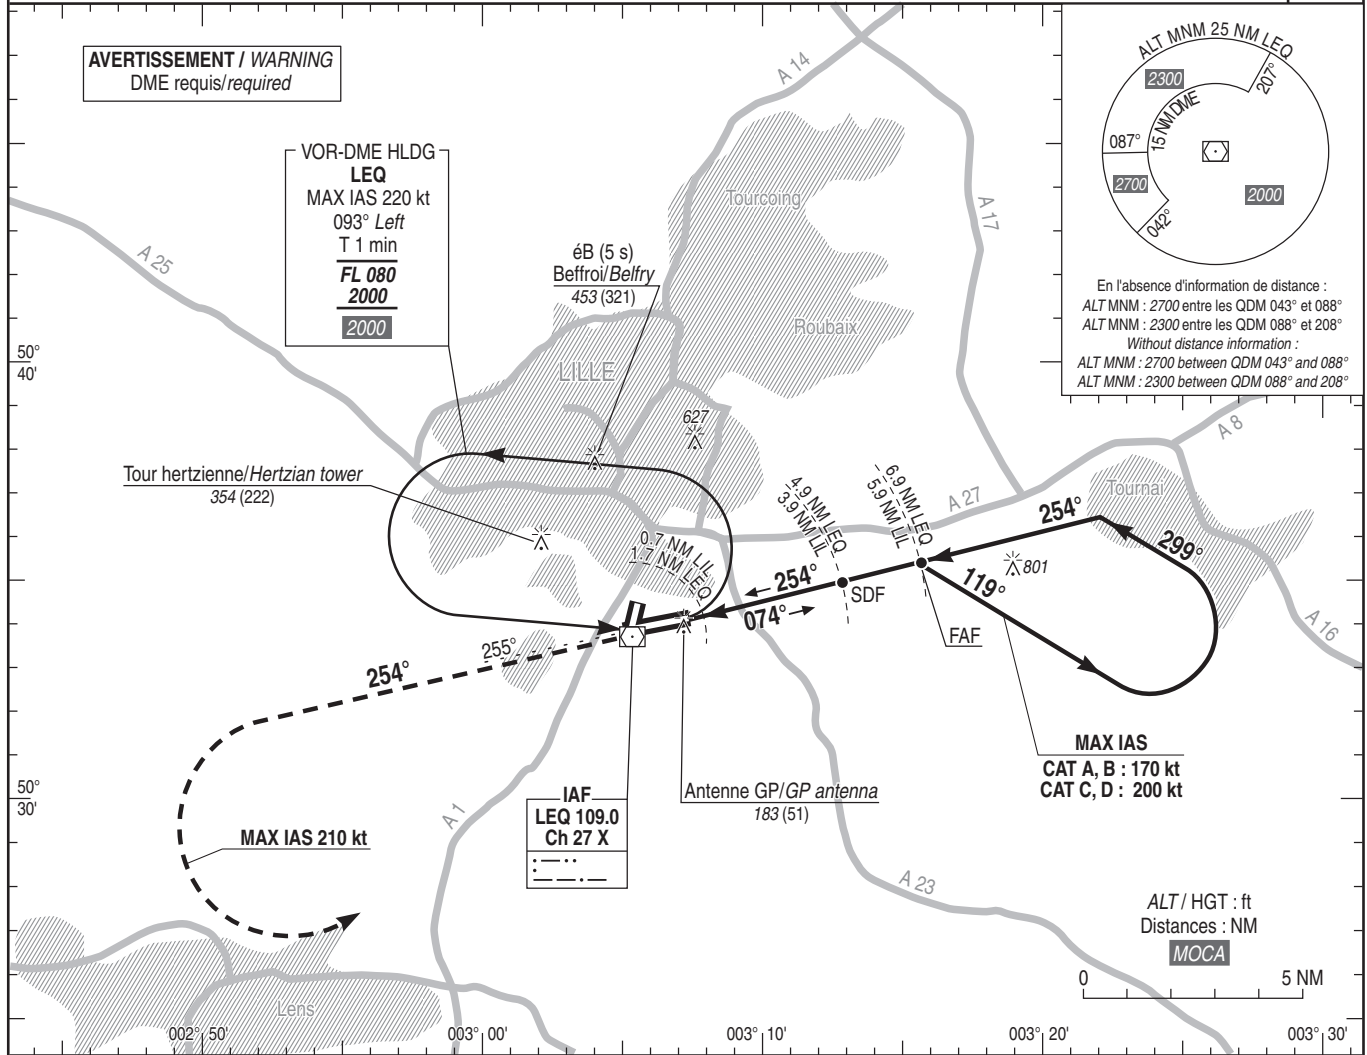 AVERTISSEMENT / WARNING
DME requis/required
VOR-DME HLDG
LEQ
MAX IAS 220 kt
093° Left
T 1 min
FL 080
2000
2000
éB (5 s)
Beffroi/Belfry
453 (321)
Tour hertzienne/Hertzian tower
354 (222)
A 25
A 14
A 17
Tourcoing
Roubaix
LILLE
627
ALT MNM 25 NM LEQ
2300
207°
15 NM DME
087°
2700
2000
042°
En l'absence d'information de distance :
ALT MNM : 2700 entre les QDM 043° et 088°
ALT MNM : 2300 entre les QDM 088° et 208°
Without distance information :
ALT MNM : 2700 between QDM 043° and 088°
ALT MNM : 2300 between QDM 088° and 208°
50°
40'
A 8
A 27
Tournai
4.9 NM LEQ
3.9 NM LIL
6.9 NM LEQ
5.9 NM LIL
0.7 NM LIL
1.7 NM LEQ
254°
299°
801
254°
074°
SDF
119°
FAF
A 16
255°
254°
MAX IAS
CAT A, B : 170 kt
CAT C, D : 200 kt
Antenne GP/GP antenna
183 (51)
IAF
LEQ 109.0
Ch 27 X
50°
30'
A 1
MAX IAS 210 kt
A 23
ALT / HGT : ft
Distances : NM
MOCA
0 5 NM
Lens
002° 50' 003° 00' 003° 10' 003° 20' 003° 30'